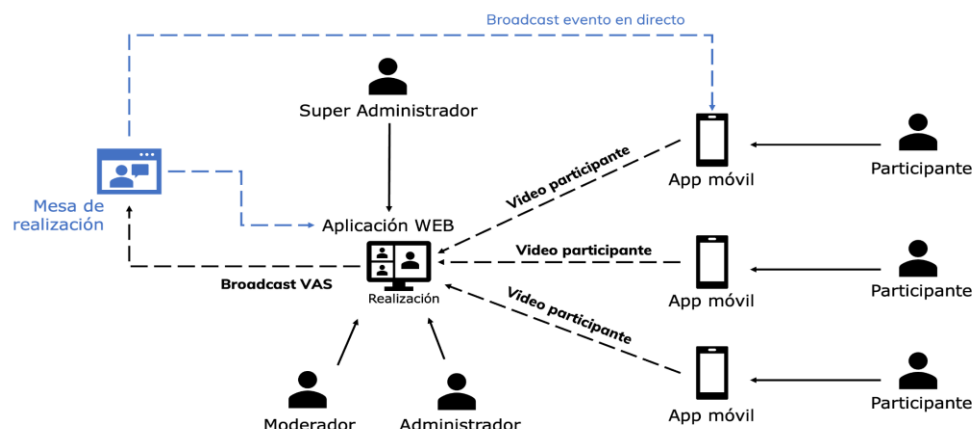 Broadcast evento en directo
Super Administrador
Video participante
App móvil
Participante
Mesa de
realización
Aplicación WEB
Video participante
Broadcast VAS
Realización
App móvil
Participante
Video participante
Moderador
Administrador
App móvil
Participante